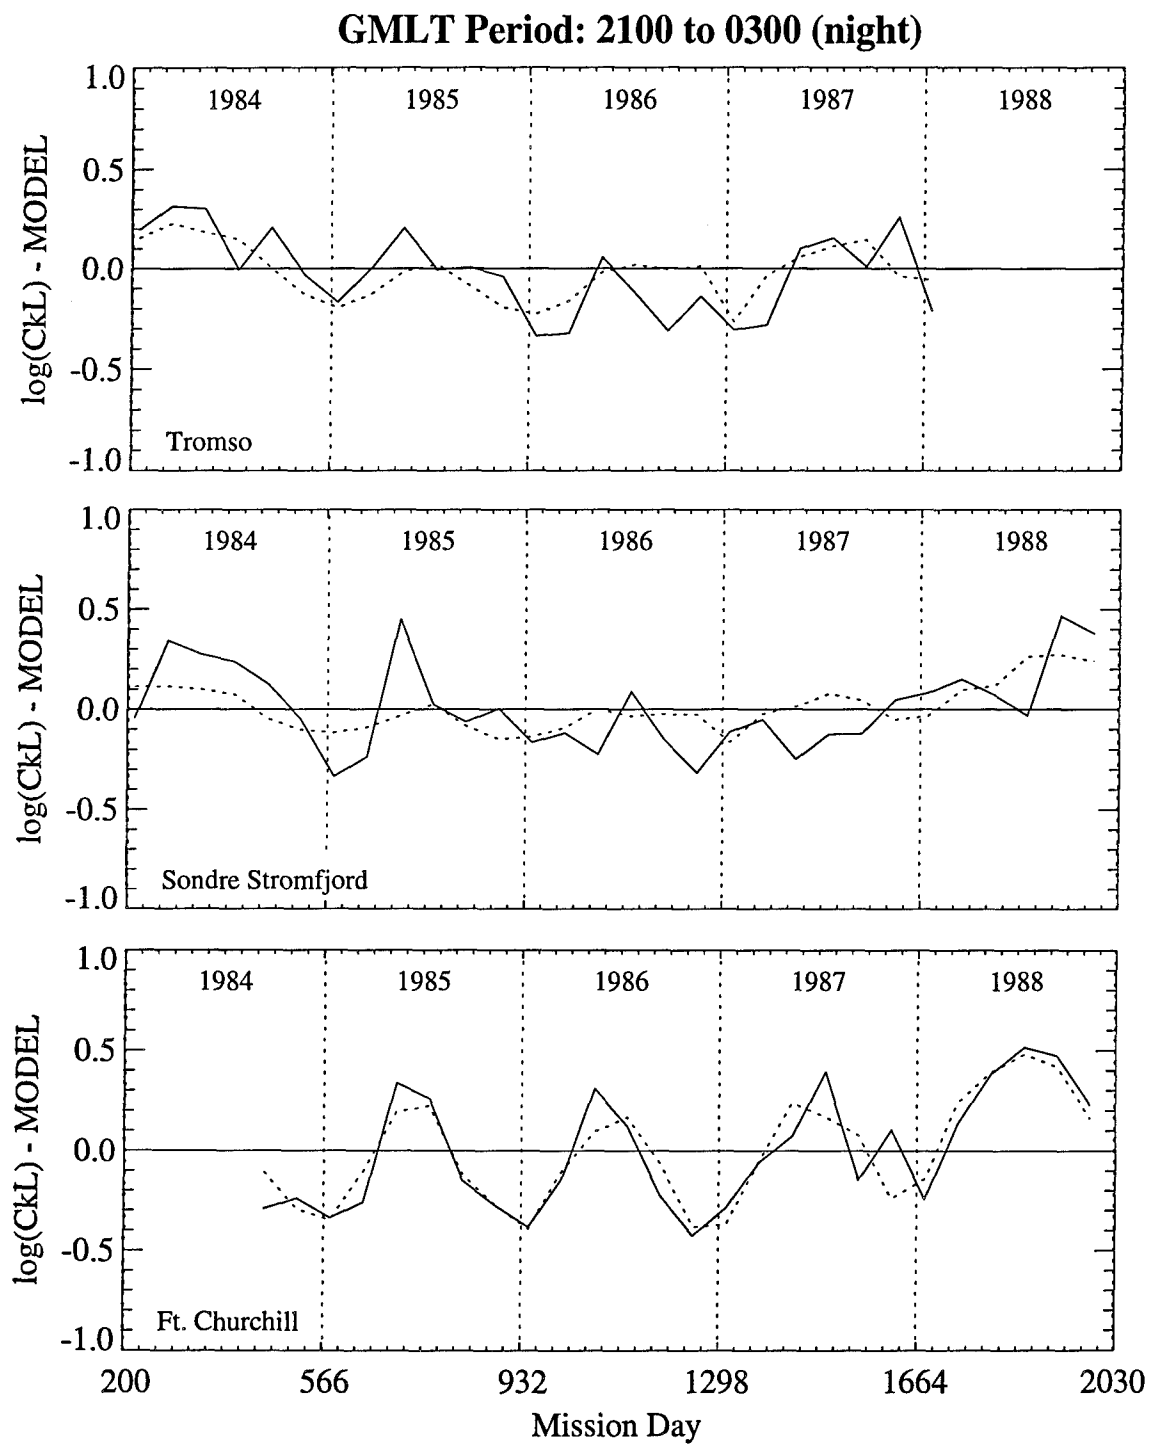 GMLT Period: 2100 to 0300 (night)
1.0
1984 1985 1986 1987 1988
0.5
log(CkL) - MODEL
0.0
-0.5
Tromso
-1.0
1.0
1984 1985 1986 1987 1988
0.5
log(CkL) - MODEL
0.0
-0.5
Sondre Stromfjord
-1.0
1.0
1984 1985 1986 1987 1988
0.5
log(CkL) - MODEL
0.0
-0.5
Ft. Churchill
-1.0
200 566 932 1298 1664 2030
Mission Day